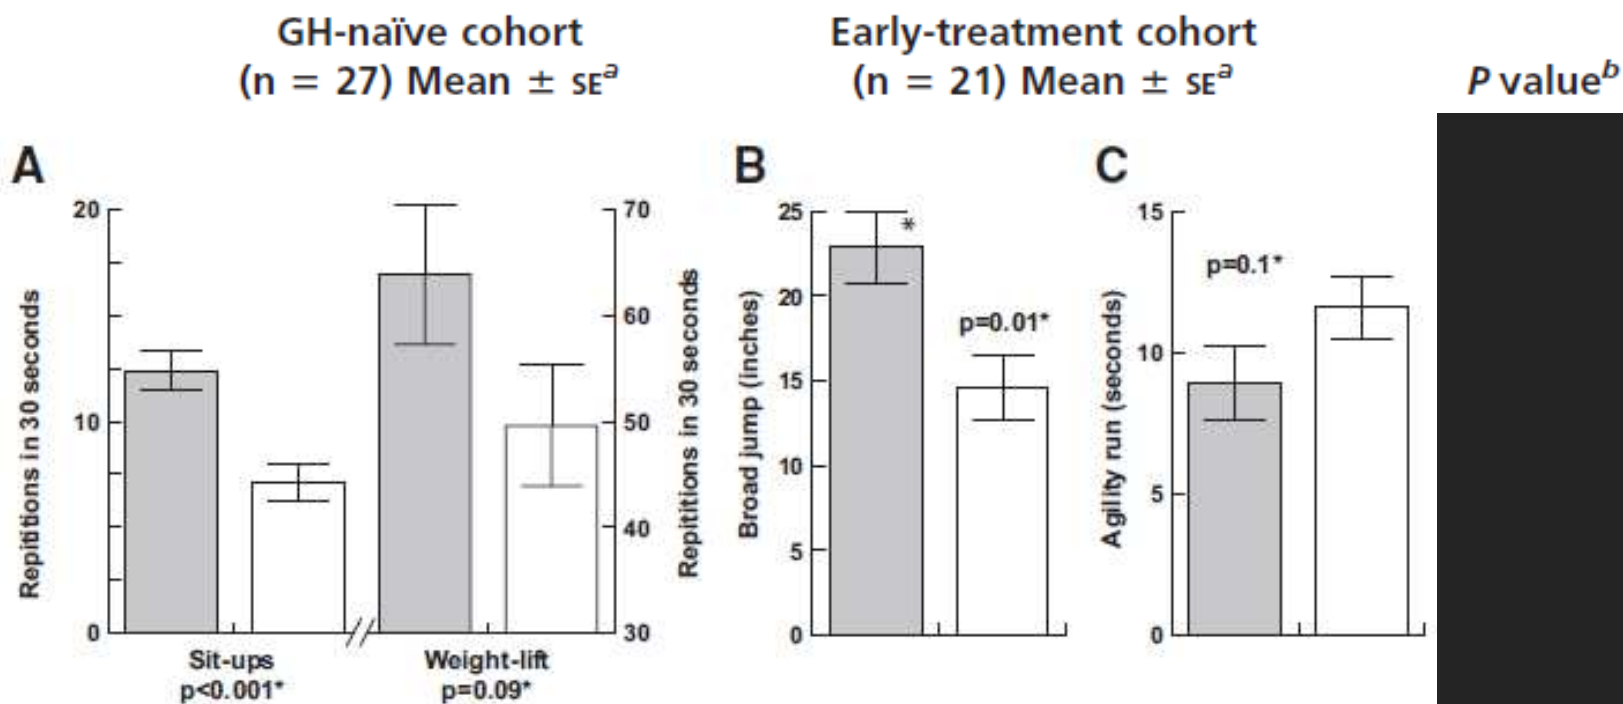 GH-naïve cohort
(n = 27) Mean ± SEᵃ
Early-treatment cohort
(n = 21) Mean ± SEᵃ
P valueᵇ
A
Repititions in 30 seconds
20
10
0
Sit-ups
p<0.001*
Weight-lift
p=0.09*
70
60
50
40
30
Repititions in 30 seconds
B
Broad jump (inches)
25
20
15
10
5
0
*
p=0.01*
C
Agility run (seconds)
15
10
5
0
p=0.1*